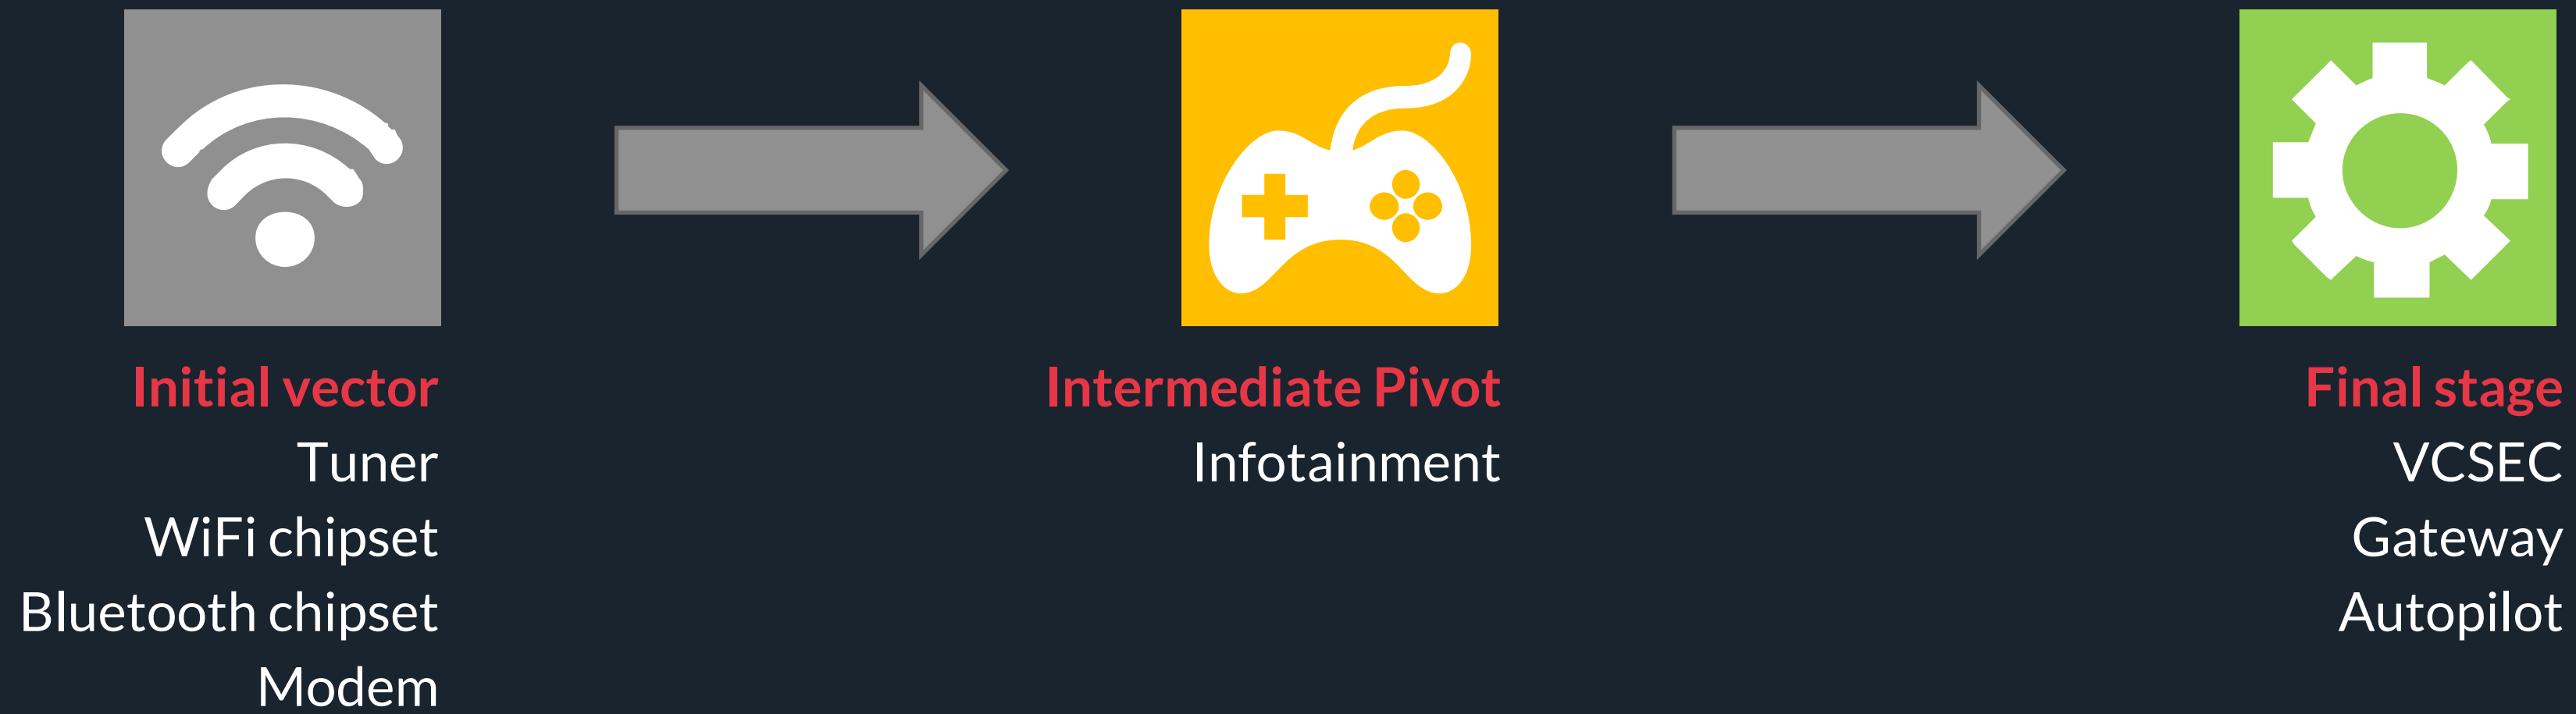 Initial vector
Tuner
WiFi chipset
Bluetooth chipset
Modem
Intermediate Pivot
Infotainment
Final stage
VCSEC
Gateway
Autopilot